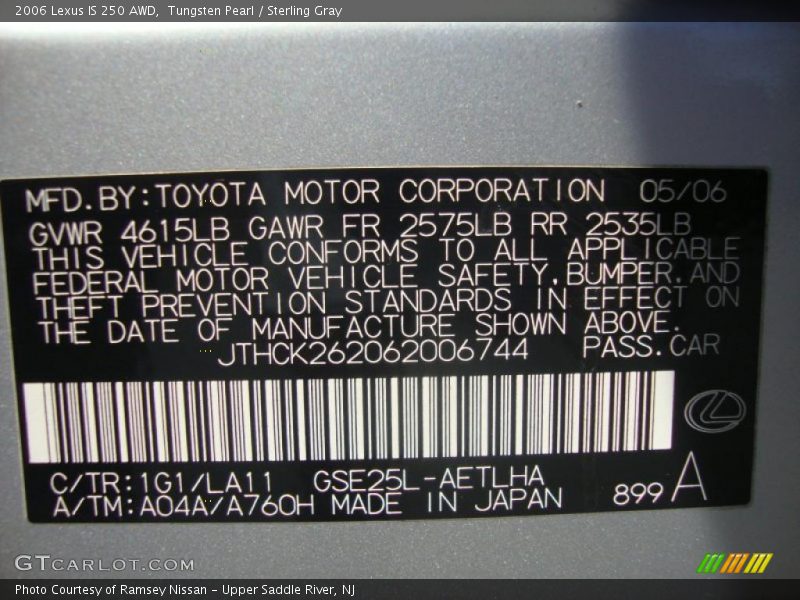 2006 Lexus IS 250 AWD,  Tungsten Pearl / Sterling Gray
MFD.BY:TOYOTA MOTOR CORPORATION 05/06
GVWR 4615LB GAWR FR 2575LB RR 2535LB
THIS VEHICLE CONFORMS TO ALL APPLICABLE
FEDERAL MOTOR VEHICLE SAFETY,BUMPER,AND
THEFT PREVENTION STANDARDS IN EFFECT ON
THE DATE OF MANUFACTURE SHOWN ABOVE.
JTHCK262062006744 PASS.CAR
C/TR:1G1/LA11 GSE25L-AETLHA
A/TM:A04A/A760H MADE IN JAPAN 899 A
GTCARLOT.COM
Photo Courtesy of Ramsey Nissan - Upper Saddle River, NJ